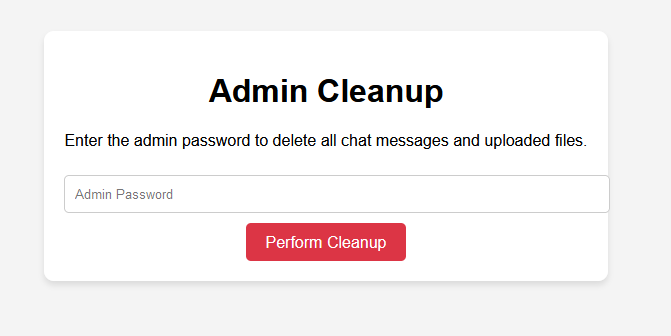 Admin Cleanup
Enter the admin password to delete all chat messages and uploaded files.
Admin Password
Perform Cleanup